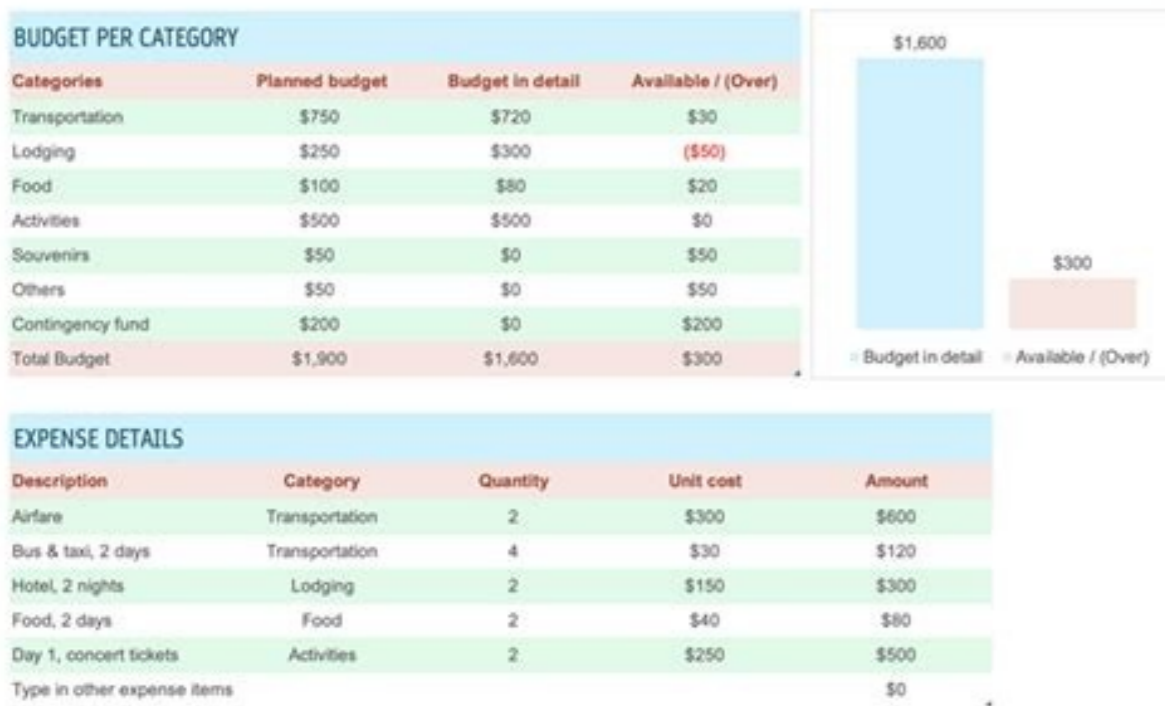 BUDGET PER CATEGORY
Categories Planned budget Budget in detail Available / (Over)
Transportation $750 $720 $30
Lodging $250 $300 ($50)
Food $100 $80 $20
Activities $500 $500 $0
Souvenirs $50 $0 $50
Others $50 $0 $50
Contingency fund $200 $0 $200
Total Budget $1,900 $1,600 $300
$1,600
$300
Budget in detail Available / (Over)
EXPENSE DETAILS
Description Category Quantity Unit cost Amount
Airfare Transportation 2 $300 $600
Bus & taxi, 2 days Transportation 4 $30 $120
Hotel, 2 nights Lodging 2 $150 $300
Food, 2 days Food 2 $40 $80
Day 1, concert tickets Activities 2 $250 $500
Type in other expense items $0